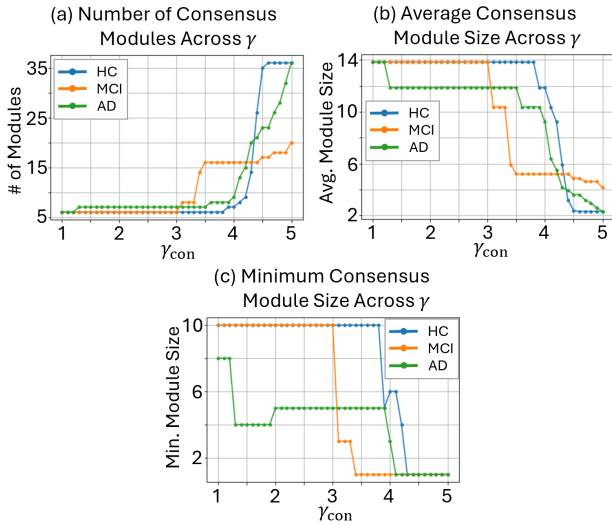 (a) Number of Consensus
Modules Across γ
# of Modules
35
25
15
5
HC
MCI
AD
1 2 3 4 5
γcon
(b) Average Consensus
Module Size Across γ
Avg. Module Size
14
10
6
2
HC
MCI
AD
1 2 3 4 5
γcon
(c) Minimum Consensus
Module Size Across γ
Min. Module Size
10
6
2
HC
MCI
AD
1 2 3 4 5
γcon